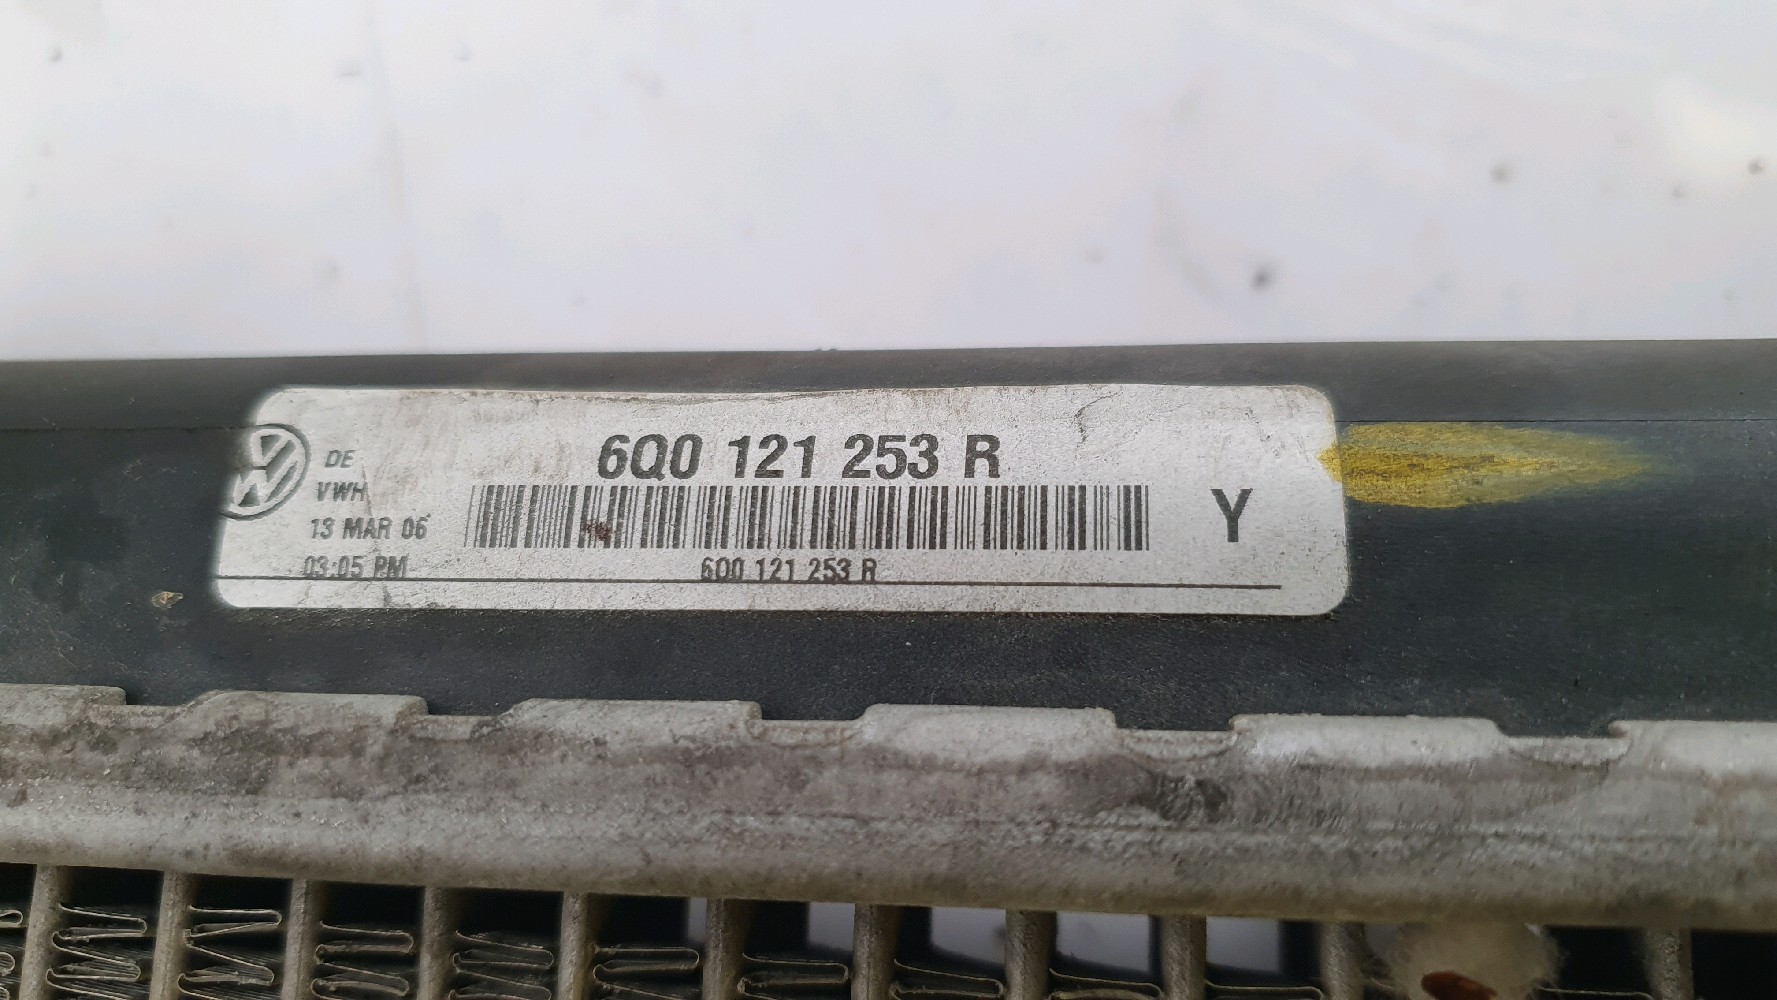 6Q0 121 253 R
DE
VWH
13 MAR 06
03:05 PM
Y
6Q0 121 253 R